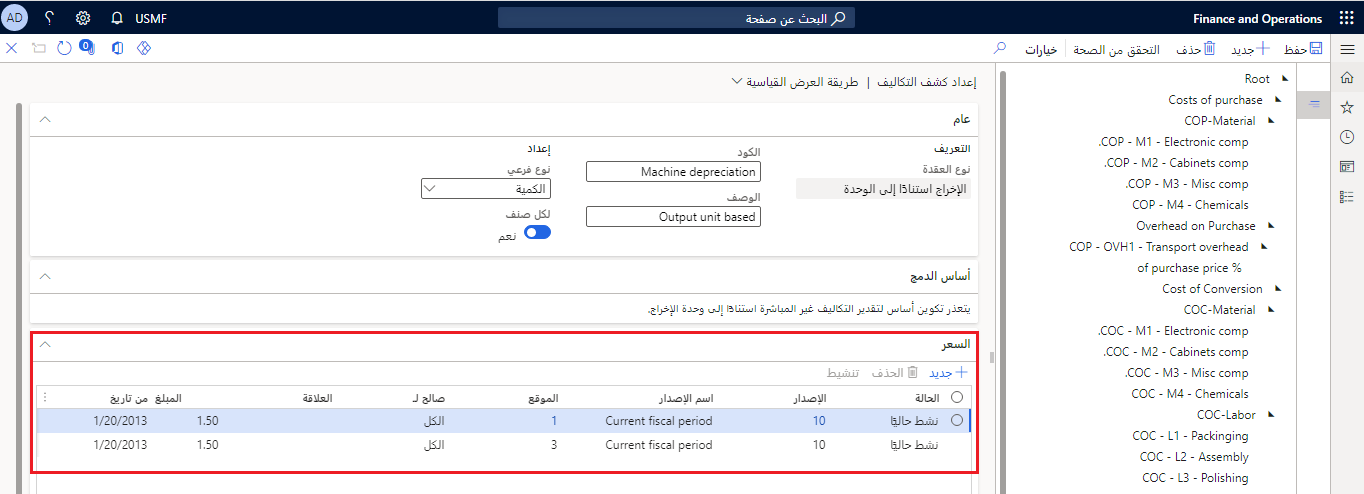 Finance and Operations
البحث عن صفحة
USMF
AD
حفظ
جديد
حذف
التحقق من الصحة
خيارات
0
Root
Costs of purchase
COP-Material
COP - M1 - Electronic comp.
COP - M2 - Cabinets comp.
COP - M3 - Misc comp.
COP - M4 - Chemicals
Overhead on Purchase
COP - OVH1 - Transport overhead
of purchase price %
Cost of Conversion
COC-Material
COC - M1 - Electronic comp.
COC - M2 - Cabinets comp.
COC - M3 - Misc comp.
COC - M4 - Chemicals
COC-Labor
COC - L1 - Packinging
COC - L2 - Assembly
COC - L3 - Polishing
إعداد كشف التكاليف | طريقة العرض القياسية
عام
التعريف
نوع العقدة
الإخراج استنادًا إلى الوحدة
الكود
Machine depreciation
الوصف
Output unit based
إعداد
نوع فرعي
الكمية
لكل صنف
نعم
أساس الدمج
يتعذر تكوين أساس لتقدير التكاليف غير المباشرة استنادًا إلى وحدة الإخراج.
السعر
جديد الحذف تنشيط
الحالة الإصدار اسم الإصدار الموقع صالح لـ العلاقة المبلغ من تاريخ
نشط حاليًا 10 Current fiscal period 1 الكل 1.50 1/20/2013
نشط حاليًا 10 Current fiscal period 3 الكل 1.50 1/20/2013